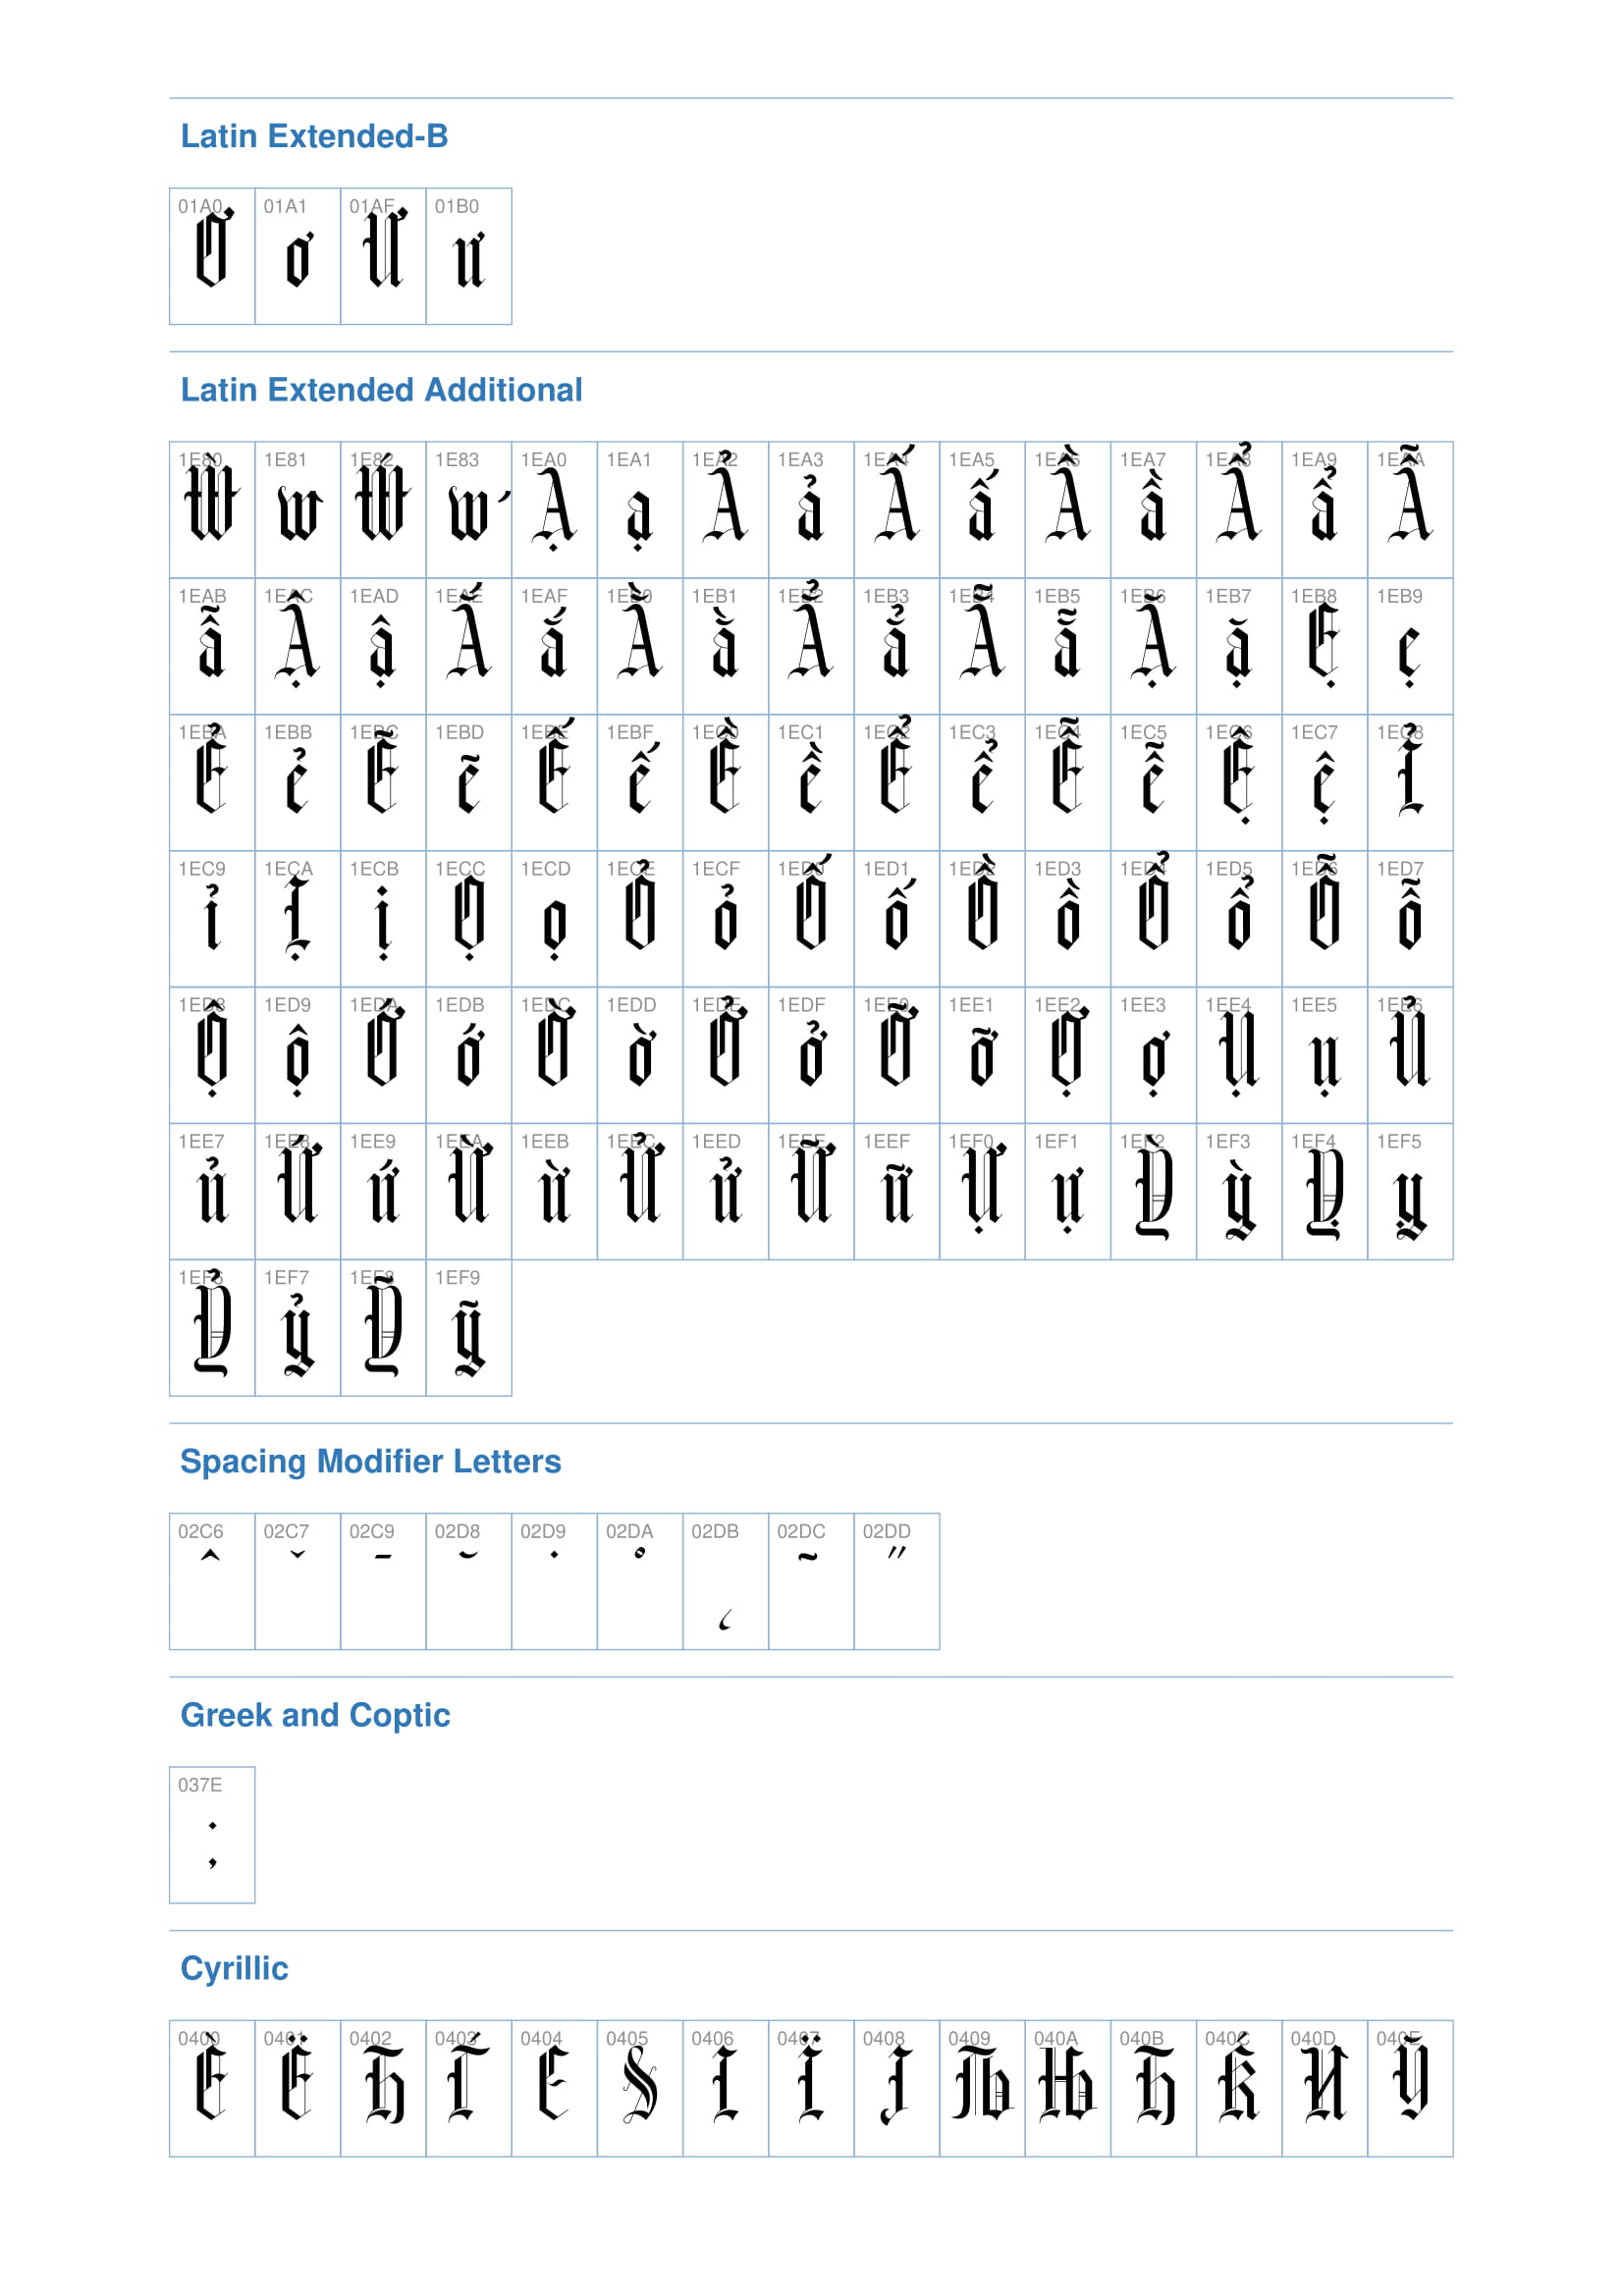 Latin Extended-B
01A0 01A1 01AF 01B0
Ơ ơ Ư ư
Latin Extended Additional
1E80 1E81 1E82 1E83 1EA0 1EA1 1EA2 1EA3 1EA4 1EA5 1EA6 1EA7 1EA8 1EA9 1EAA
Ẁ w Ẃ w´ Ạ ạ Ả ả Ấ ấ Ầ ầ Ẩ ẩ Ẫ
1EAB 1EAC 1EAD 1EAE 1EAF 1EB0 1EB1 1EB2 1EB3 1EB4 1EB5 1EB6 1EB7 1EB8 1EB9
ẫ Ậ ậ Ắ ắ Ằ ằ Ẳ ẳ Ẵ ẵ Ặ ặ Ẹ ẹ
1EBA 1EBB 1EBC 1EBD 1EBE 1EBF 1EC0 1EC1 1EC2 1EC3 1EC4 1EC5 1EC6 1EC7 1EC8
Ẻ ẻ Ẽ ẽ Ế ế Ề ề Ể ể Ễ ễ Ệ ệ Ỉ
1EC9 1ECA 1ECB 1ECC 1ECD 1ECE 1ECF 1ED0 1ED1 1ED2 1ED3 1ED4 1ED5 1ED6 1ED7
ỉ Ị ị Ọ ọ Ỏ ỏ Ố ố Ồ ồ Ổ ổ Ỗ ỗ
1ED8 1ED9 1EDA 1EDB 1EDC 1EDD 1EDE 1EDF 1EE0 1EE1 1EE2 1EE3 1EE4 1EE5 1EE6
Ộ ộ Ớ ớ Ờ ờ Ở ở Ỡ ỡ Ợ ợ Ụ ụ Ủ
1EE7 1EE8 1EE9 1EEA 1EEB 1EEC 1EED 1EEE 1EEF 1EF0 1EF1 1EF2 1EF3 1EF4 1EF5
ủ Ứ ứ Ừ ừ Ử ử Ữ ữ Ự ự Ỳ ỳ Ỵ ỵ
1EF6 1EF7 1EF8 1EF9
Ỷ ỷ Ỹ ỹ
Spacing Modifier Letters
02C6 02C7 02C9 02D8 02D9 02DA 02DB 02DC 02DD
ˆ ˇ ˉ ˘ ˙ ˚ ˛ ˜ ˝
Greek and Coptic
037E
;
Cyrillic
0400 0401 0402 0403 0404 0405 0406 0407 0408 0409 040A 040B 040C 040D 040E
Ѐ Ё Ђ Ѓ Є Ѕ І Ї Ј Љ Њ Ћ Ќ Ѝ Ў